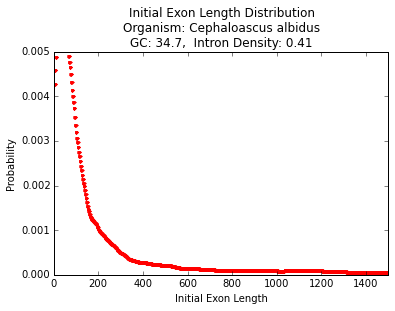 Initial Exon Length Distribution
Organism: Cephaloascus albidus
GC: 34.7,  Intron Density: 0.41
0.005
0.004
0.003
0.002
0.001
0.000
Probability
0 200 400 600 800 1000 1200 1400
Initial Exon Length